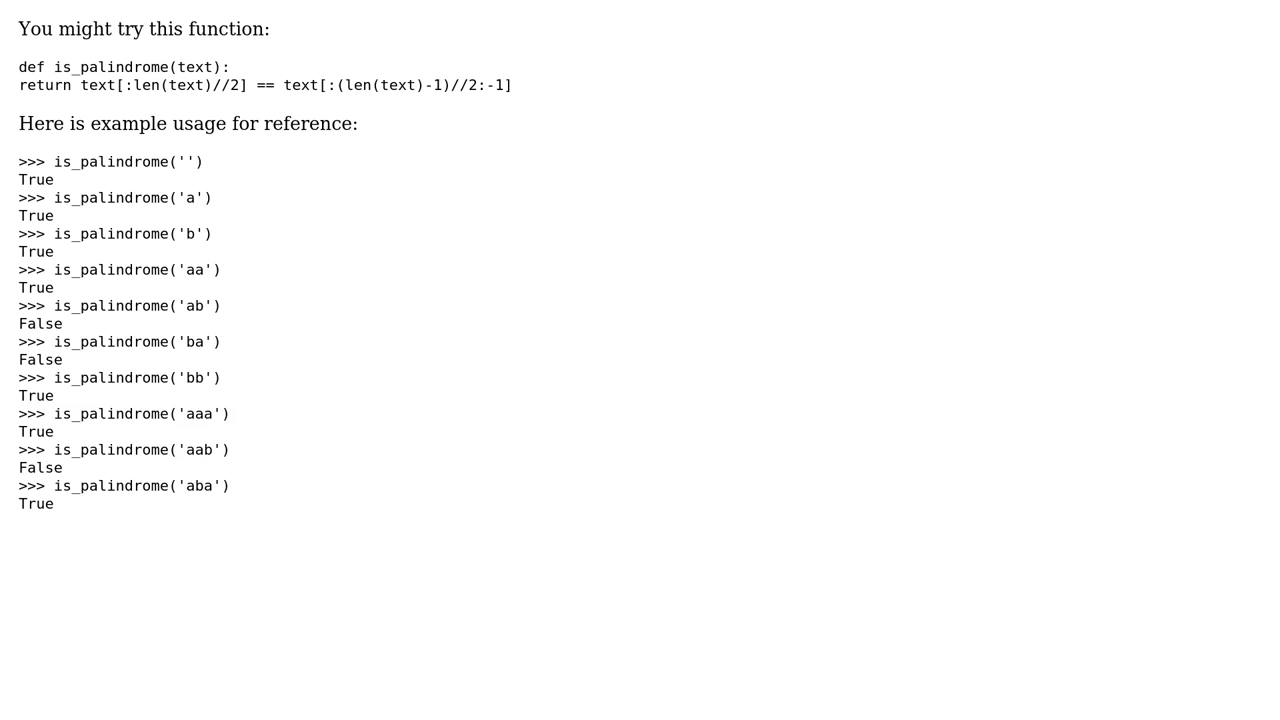 You might try this function:
def is_palindrome(text):
return text[:len(text)//2] == text[:(len(text)-1)//2:-1]
Here is example usage for reference:
>>> is_palindrome('')
True
>>> is_palindrome('a')
True
>>> is_palindrome('b')
True
>>> is_palindrome('aa')
True
>>> is_palindrome('ab')
False
>>> is_palindrome('ba')
False
>>> is_palindrome('bb')
True
>>> is_palindrome('aaa')
True
>>> is_palindrome('aab')
False
>>> is_palindrome('aba')
True